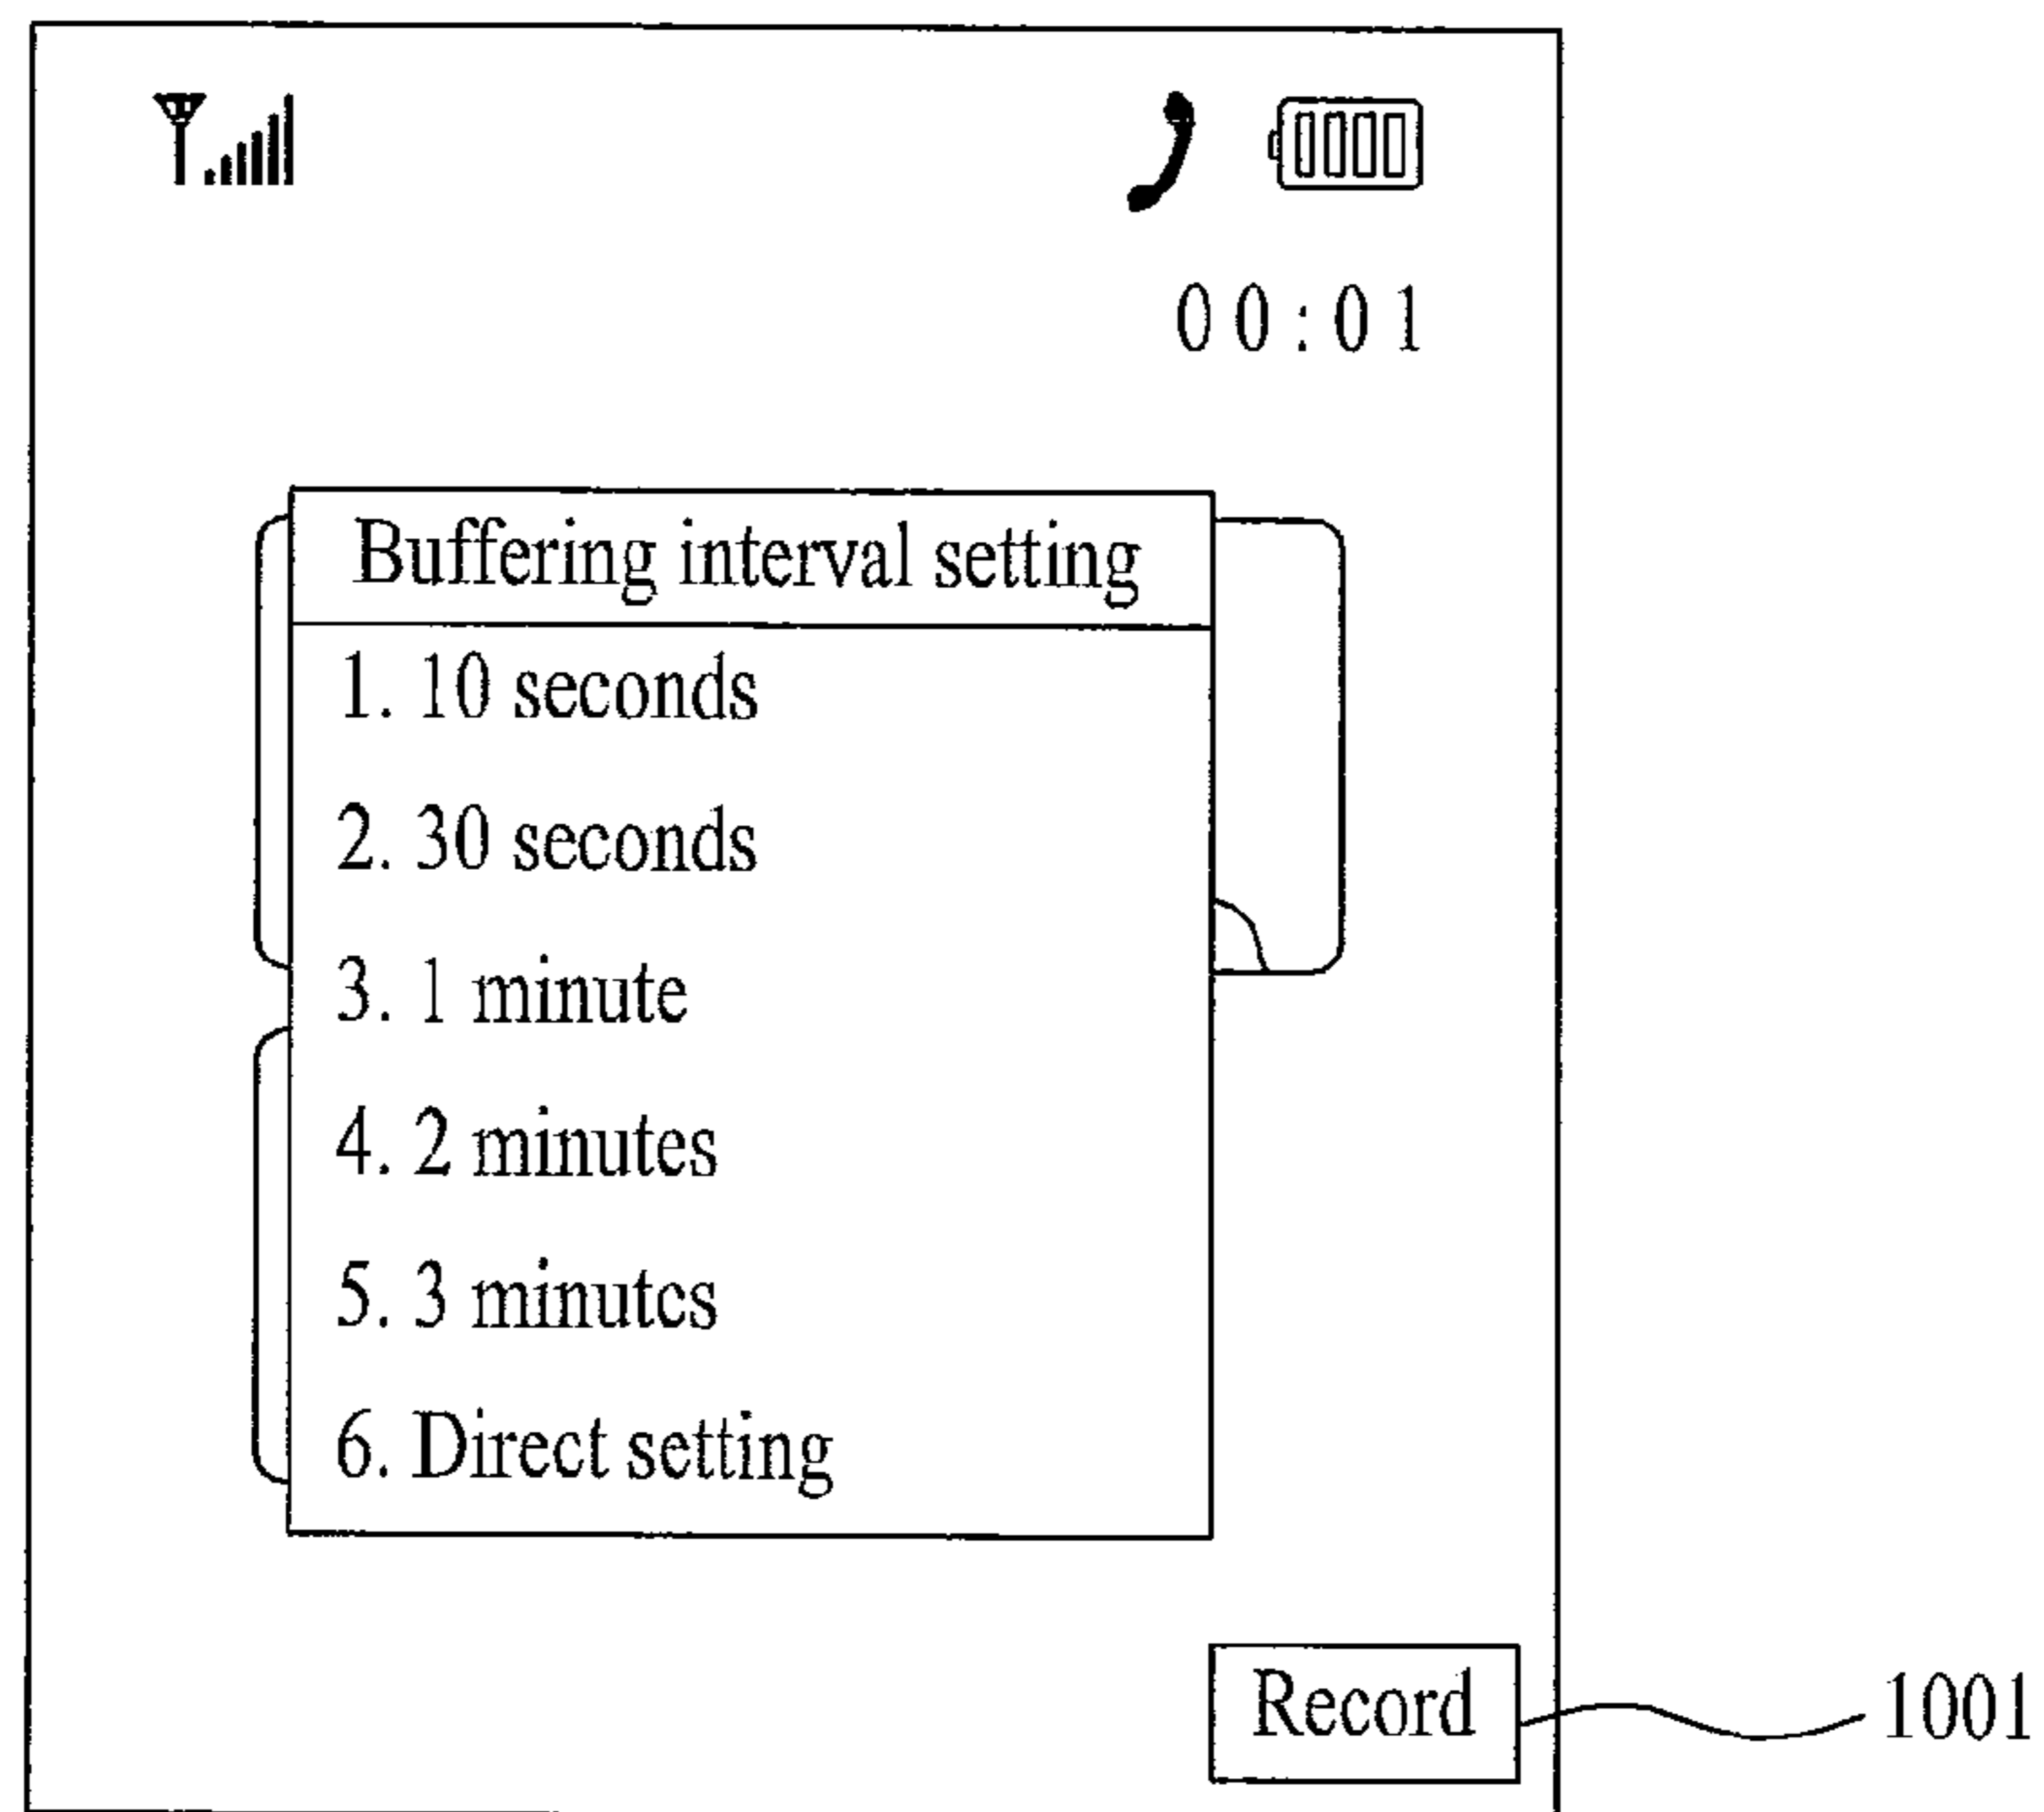 00:01
Buffering interval setting
1. 10 seconds
2. 30 seconds
3. 1 minute
4. 2 minutes
5. 3 minutes
6. Direct setting
Record
1001